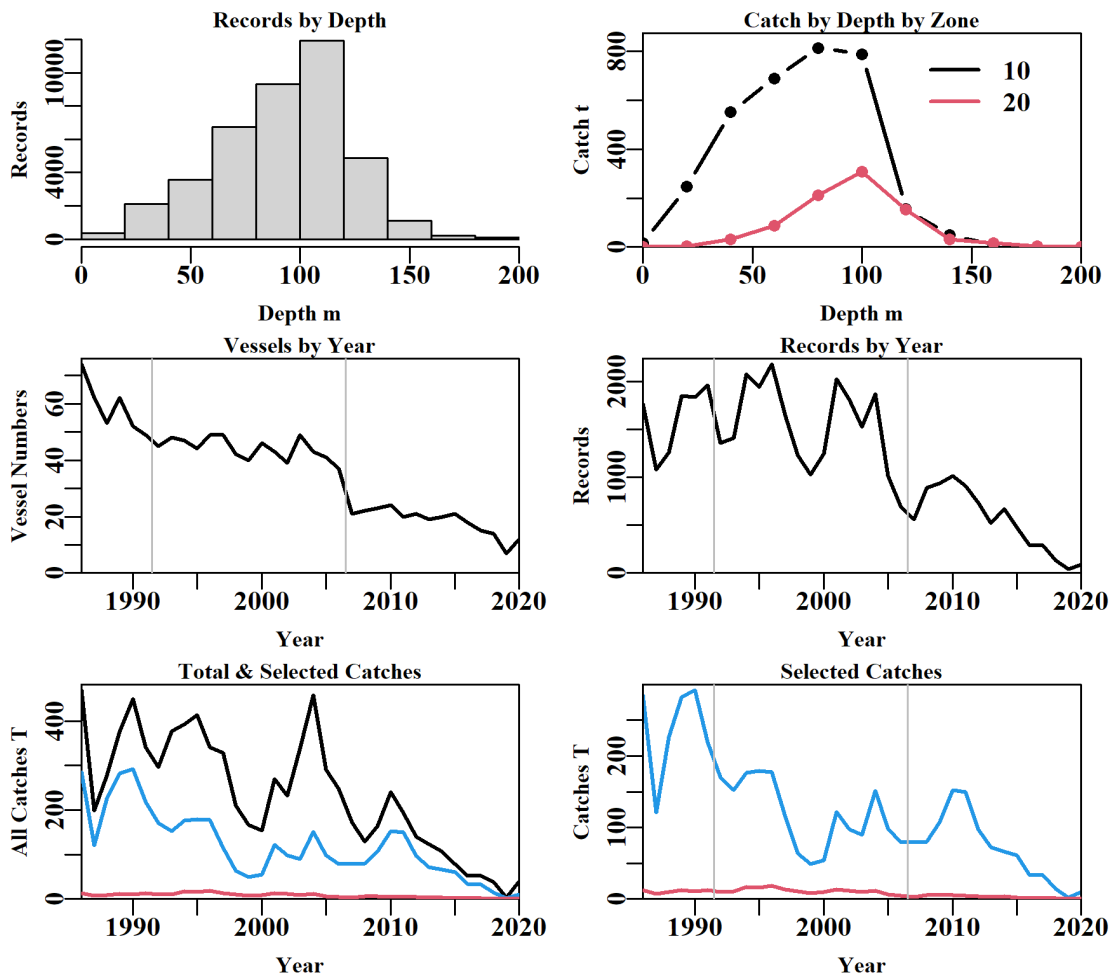 Records by Depth
Records
0
4000
10000
0
50
100
150
200
Depth m
Catch by Depth by Zone
Catch t
0
400
800
10
20
0
50
100
150
200
Depth m
Vessels by Year
Vessel Numbers
0
20
40
60
1990
2000
2010
2020
Year
Records by Year
Records
0
1000
2000
1990
2000
2010
2020
Year
Total & Selected Catches
All Catches T
0
200
400
1990
2000
2010
2020
Year
Selected Catches
Catches T
0
100
200
1990
2000
2010
2020
Year